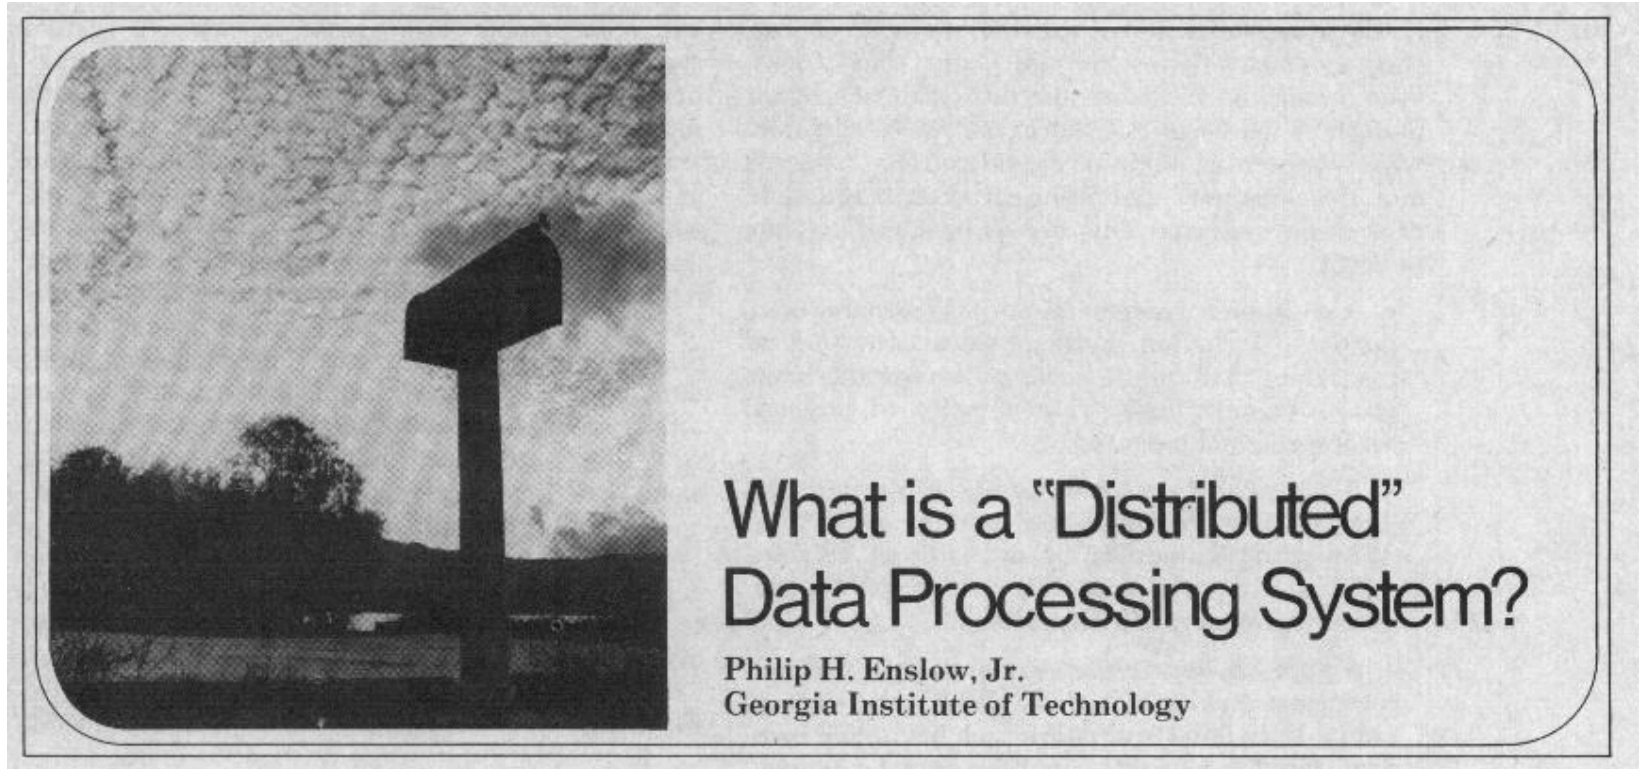 What is a “Distributed”
Data Processing System?
Philip H. Enslow, Jr.
Georgia Institute of Technology